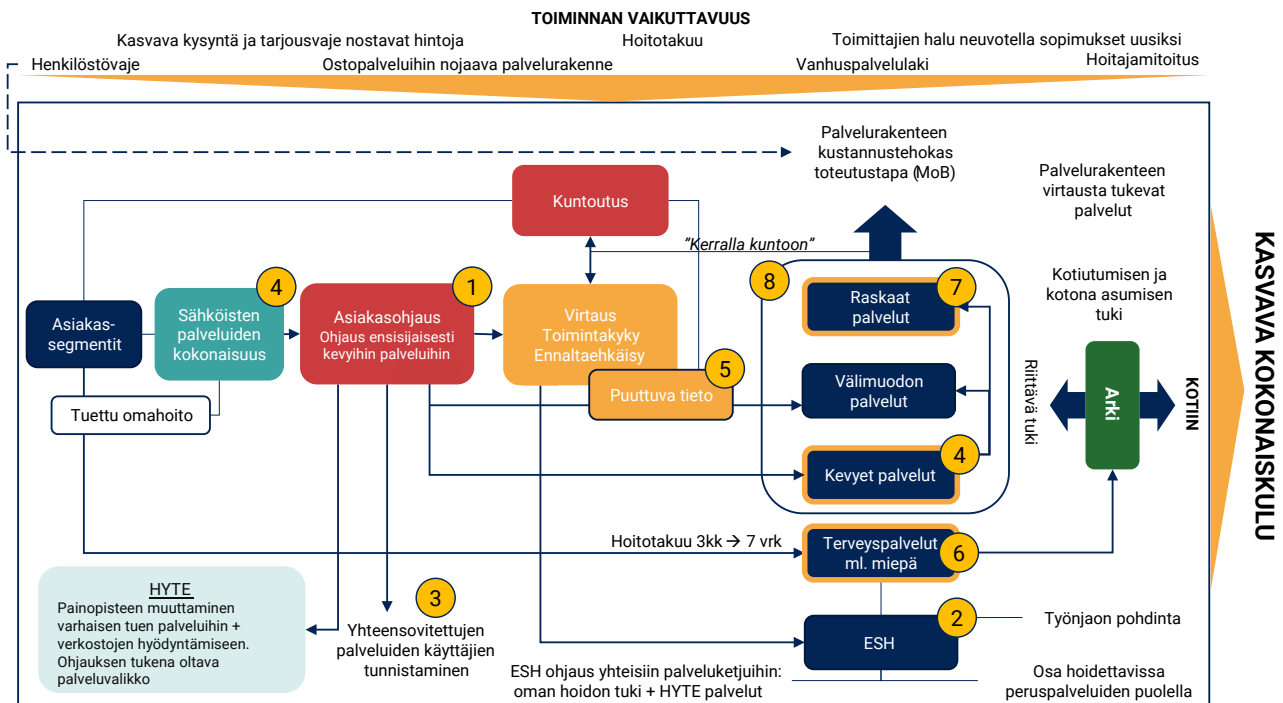 TOIMINNAN VAIKUTTAVUUS
Kasvava kysyntä ja tarjousvaje nostavat hintoja
Hoitotakuu
Toimittajien halu neuvotella sopimukset uusiksi
Henkilöstövaje
Ostopalveluihin nojaava palvelurakenne
Vanhuspalvelulaki
Hoitajamitoitus
Palvelurakenteen
kustannustehokas
toteutustapa (MoB)
Palvelurakenteen
virtausta tukevat
palvelut
Kuntoutus
"Kerralla kuntoon"
Kotiutumisen ja
kotona asumisen
tuki
Asiakas-
segmentit
4
Sähköisten
palveluiden
kokonaisuus
1
Asiakasohjaus
Ohjaus ensisijaisesti
kevyihin palveluihin
Virtaus
Toimintakyky
Ennaltaehkäisy
5
Puuttuva tieto
8
7
Raskaat
palvelut
Välimuodon
palvelut
4
Kevyet palvelut
Riittävä tuki
Arki
KOTIIN
KASVAVA KOKONAISKULU
Tuettu omahoito
Hoitotakuu 3kk → 7 vrk
Terveyspalvelut
ml. miepä
6
HYTE
Painopisteen muuttaminen
varhaisen tuen palveluihin +
verkostojen hyödyntämiseen.
Ohjauksen tukena oltava
palveluvalikko
3
Yhteensovitettujen
palveluiden käyttäjien
tunnistaminen
2
ESH
Työnjaon pohdinta
ESH ohjaus yhteisiin palveluketjuihin:
oman hoidon tuki + HYTE palvelut
Osa hoidettavissa
peruspalveluiden puolella